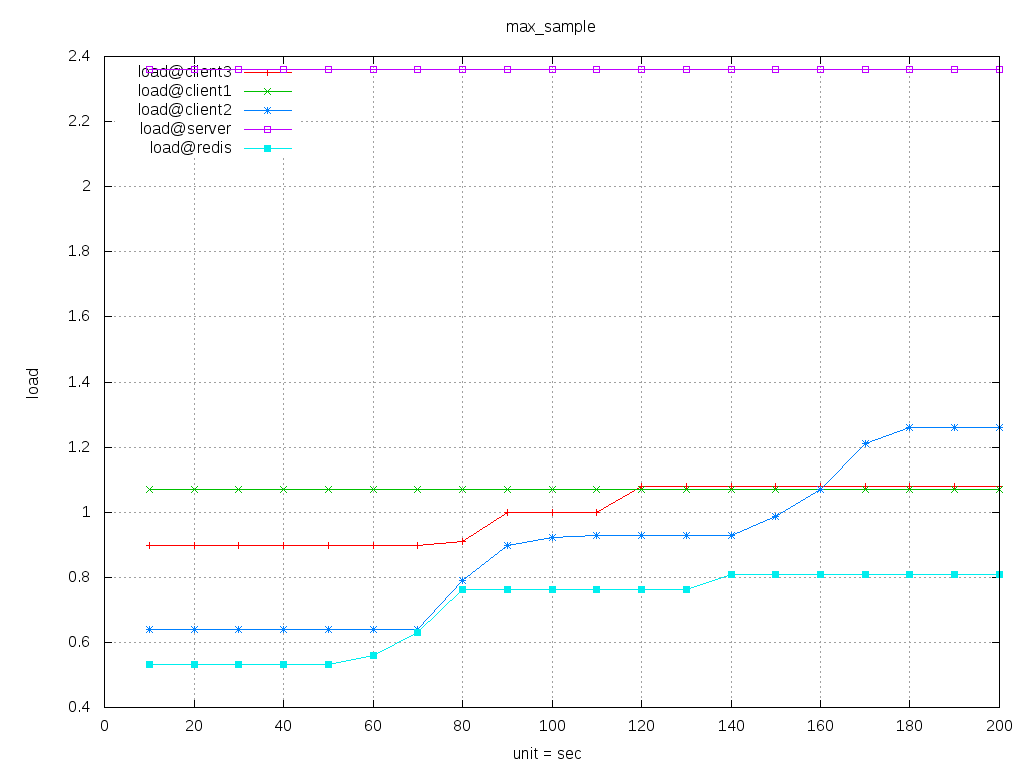 max_sample
load@client3
load@client1
load@client2
load@server
load@redis
2.4
2.2
2
1.8
1.6
1.4
1.2
1
0.8
0.6
0.4
load
0 20 40 60 80 100 120 140 160 180 200
unit = sec